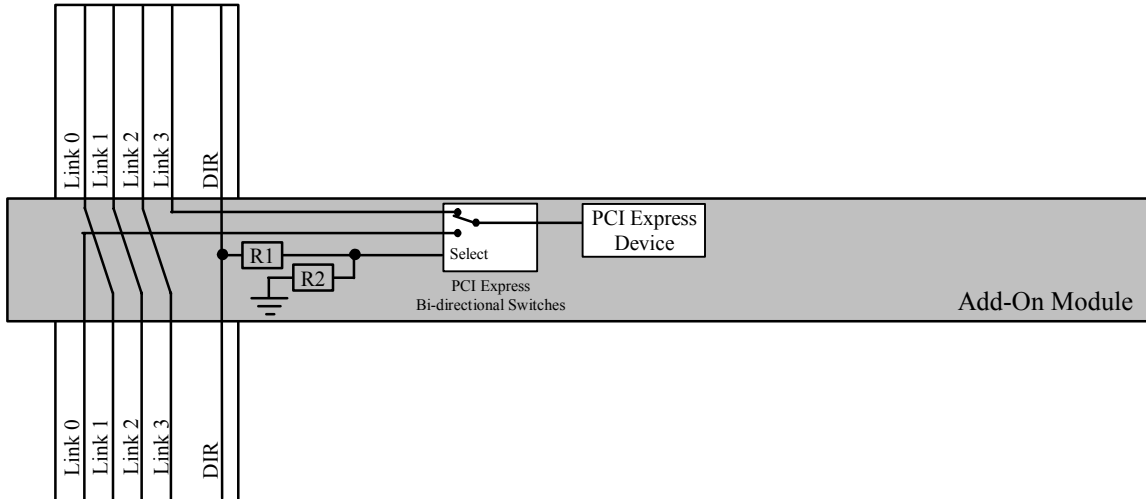 Link 0
Link 1
Link 2
Link 3
DIR
PCI Express
Device
R1
Select
R2
PCI Express
Bi-directional Switches
Add-On Module
Link 0
Link 1
Link 2
Link 3
DIR